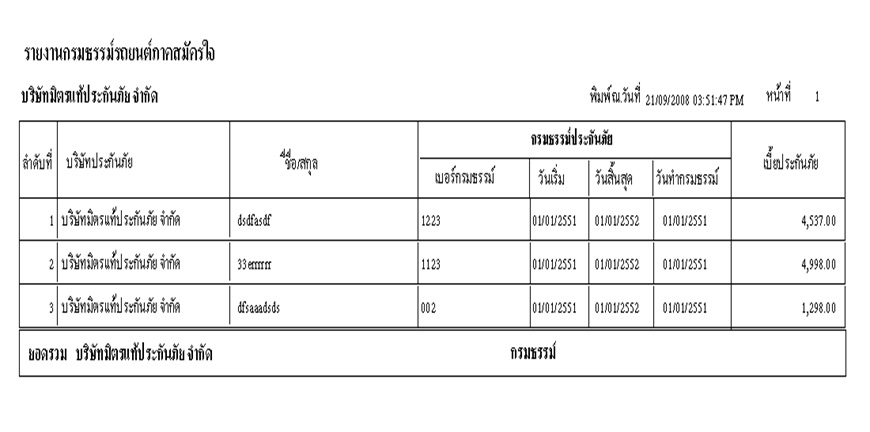 รายงานกรมธรรม์รถยนต์ภาคสมัครใจ
บริษัทมิตรแท้ประกันภัย จำกัด พิมพ์ณ.วันที่ 21/09/2008 03:51:47 PM หน้าที่ 1
ลำดับที่ บริษัทประกันภัย ชื่อ/สกุล กรมธรรม์ประกันภัย เบี้ยประกันภัย
เบอร์กรมธรรม์ วันเริ่ม วันสิ้นสุด วันทำกรมธรรม์
1 บริษัทมิตรแท้ประกันภัย จำกัด dsdfasdf 1223 01/01/2551 01/01/2552 01/01/2551 4,537.00
2 บริษัทมิตรแท้ประกันภัย จำกัด 33errrrrr 1123 01/01/2551 01/01/2552 01/01/2551 4,998.00
3 บริษัทมิตรแท้ประกันภัย จำกัด dfsaaadsds 002 01/01/2551 01/01/2552 01/01/2551 1,298.00
ยอดรวม บริษัทมิตรแท้ประกันภัย จำกัด กรมธรรม์